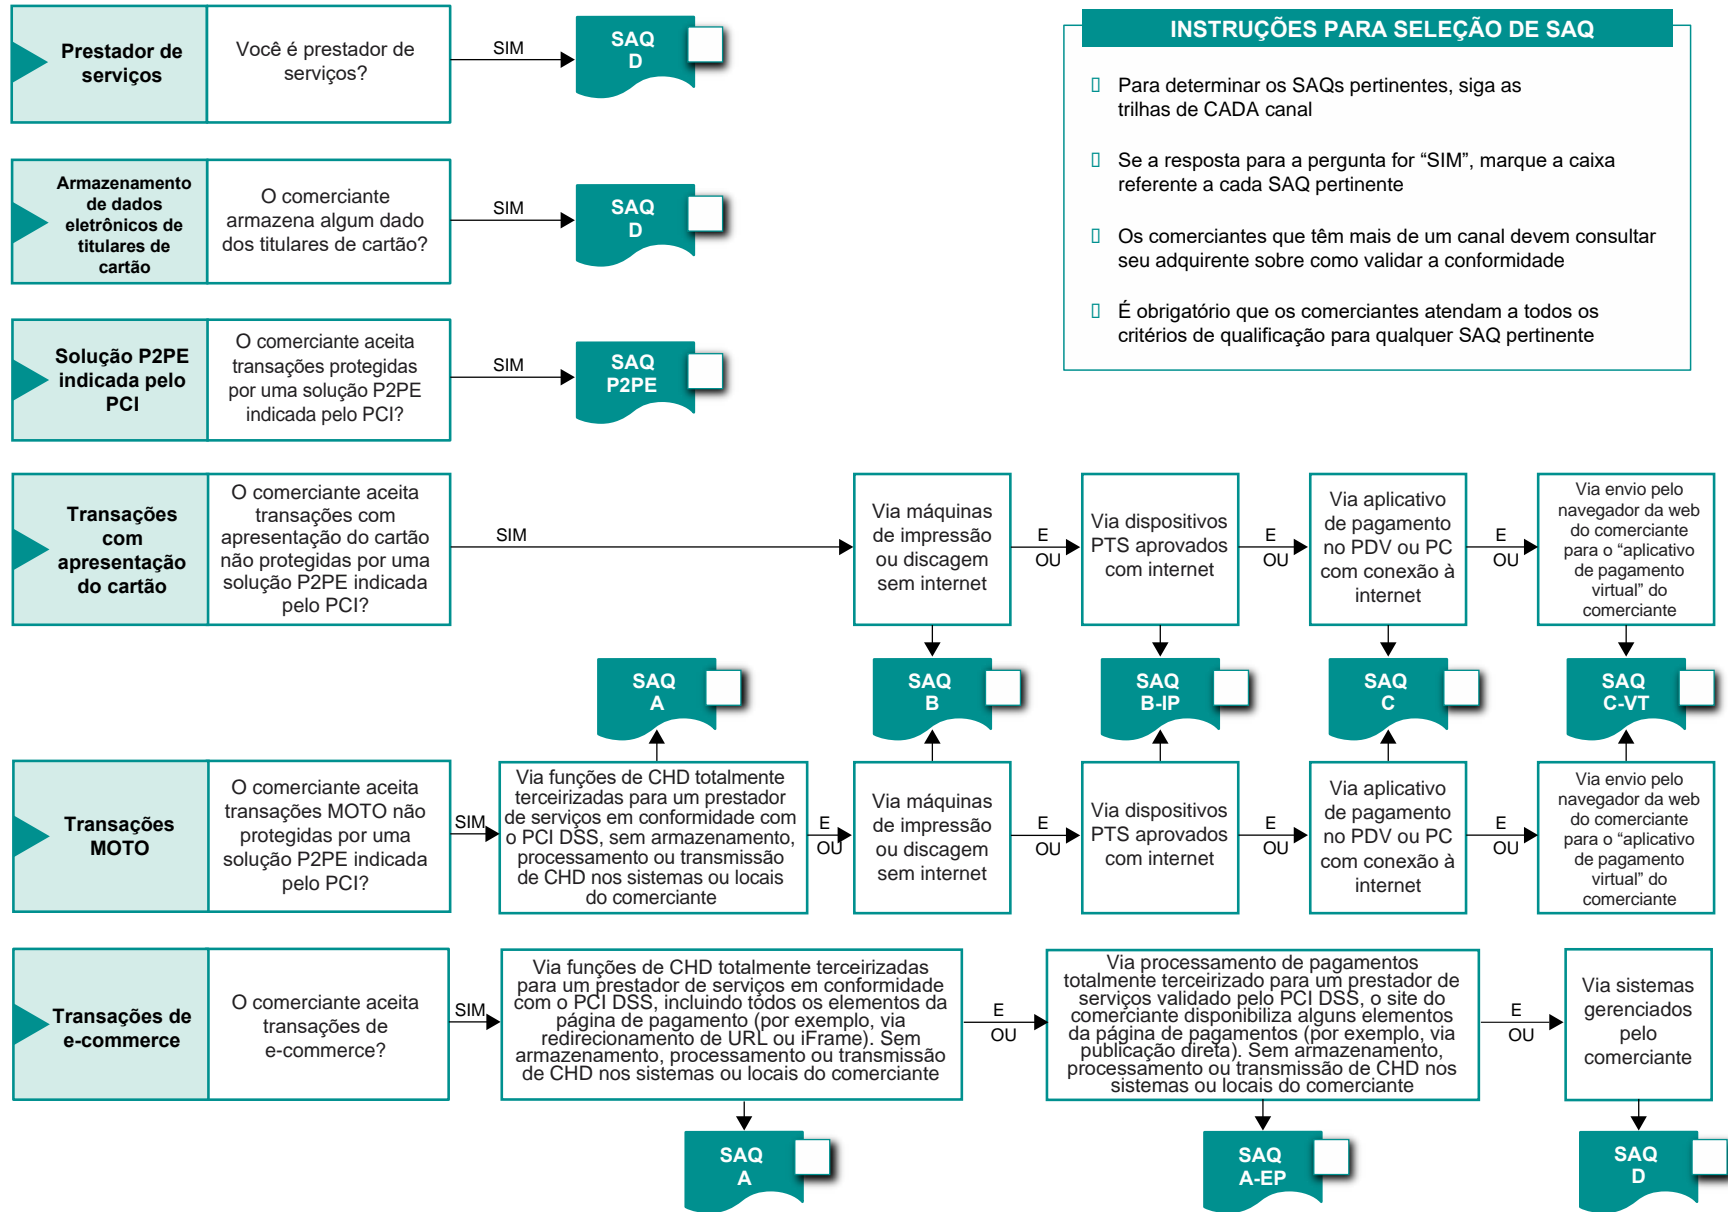 Prestador de
serviços
Você é prestador de
serviços?
SIM
SAQ
D
INSTRUÇÕES PARA SELEÇÃO DE SAQ
Para determinar os SAQs pertinentes, siga as
trilhas de CADA canal
Se a resposta para a pergunta for “SIM”, marque a caixa
referente a cada SAQ pertinente
Os comerciantes que têm mais de um canal devem consultar
seu adquirente sobre como validar a conformidade
É obrigatório que os comerciantes atendam a todos os
critérios de qualificação para qualquer SAQ pertinente
Armazenamento
de dados
eletrônicos de
titulares de
cartão
O comerciante
armazena algum dado
dos titulares de cartão?
SIM
SAQ
D
Solução P2PE
indicada pelo
PCI
O comerciante aceita
transações protegidas
por uma solução P2PE
indicada pelo PCI?
SIM
SAQ
P2PE
Transações
com
apresentação
do cartão
O comerciante aceita
transações com
apresentação do cartão
não protegidas por uma
solução P2PE indicada
pelo PCI?
SIM
Via máquinas
de impressão
ou discagem
sem internet
E
OU
Via dispositivos
PTS aprovados
com internet
E
OU
Via aplicativo
de pagamento
no PDV ou PC
com conexão à
internet
E
OU
Via envio pelo
navegador da web
do comerciante
para o “aplicativo
de pagamento
virtual” do
comerciante
SAQ
A
SAQ
B
SAQ
B-IP
SAQ
C
SAQ
C-VT
Transações
MOTO
O comerciante aceita
transações MOTO não
protegidas por uma
solução P2PE indicada
pelo PCI?
SIM
Via funções de CHD totalmente
terceirizadas para um prestador
de serviços em conformidade com
o PCI DSS, sem armazenamento,
processamento ou transmissão
de CHD nos sistemas ou locais
do comerciante
E
OU
Via máquinas
de impressão
ou discagem
sem internet
E
OU
Via dispositivos
PTS aprovados
com internet
E
OU
Via aplicativo
de pagamento
no PDV ou PC
com conexão à
internet
E
OU
Via envio pelo
navegador da web
do comerciante
para o “aplicativo
de pagamento
virtual” do
comerciante
Transações de
e-commerce
O comerciante aceita
transações de
e-commerce?
SIM
Via funções de CHD totalmente terceirizadas
para um prestador de serviços em conformidade
com o PCI DSS, incluindo todos os elementos da
página de pagamento (por exemplo, via
redirecionamento de URL ou iFrame). Sem
armazenamento, processamento ou transmissão
de CHD nos sistemas ou locais do comerciante
E
OU
Via processamento de pagamentos
totalmente terceirizado para um prestador de
serviços validado pelo PCI DSS, o site do
comerciante disponibiliza alguns elementos
da página de pagamentos (por exemplo, via
publicação direta). Sem armazenamento,
processamento ou transmissão de CHD nos
sistemas ou locais do comerciante
E
OU
Via sistemas
gerenciados
pelo
comerciante
SAQ
A
SAQ
A-EP
SAQ
D